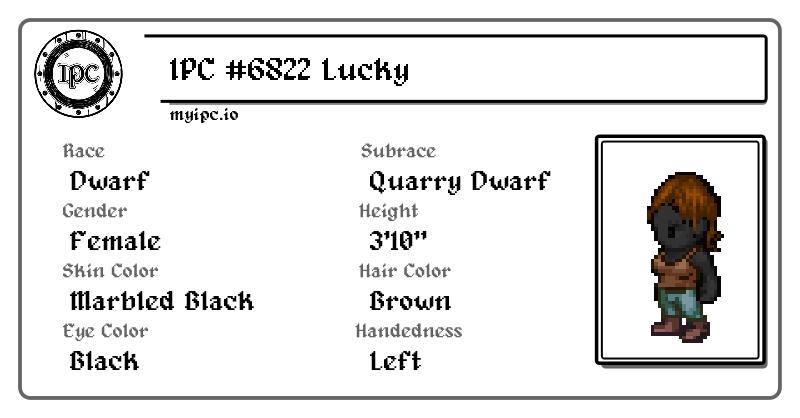 IPC
IPC #6822 Lucky
myipc.io
Race
Dwarf
Subrace
Quarry Dwarf
Gender
Female
Height
3'10"
Skin Color
Marbled Black
Hair Color
Brown
Eye Color
Black
Handedness
Left